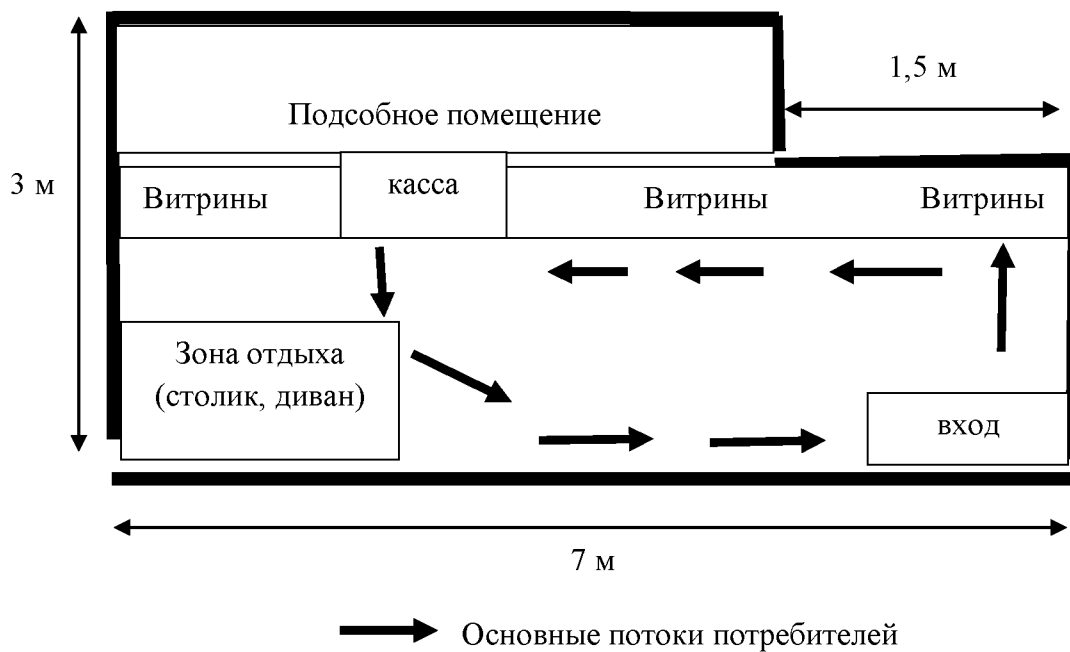 1,5 м
Подсобное помещение
3 м
Витрины
касса
Витрины
Витрины
Зона отдыха
(столик, диван)
вход
7 м
Основные потоки потребителей